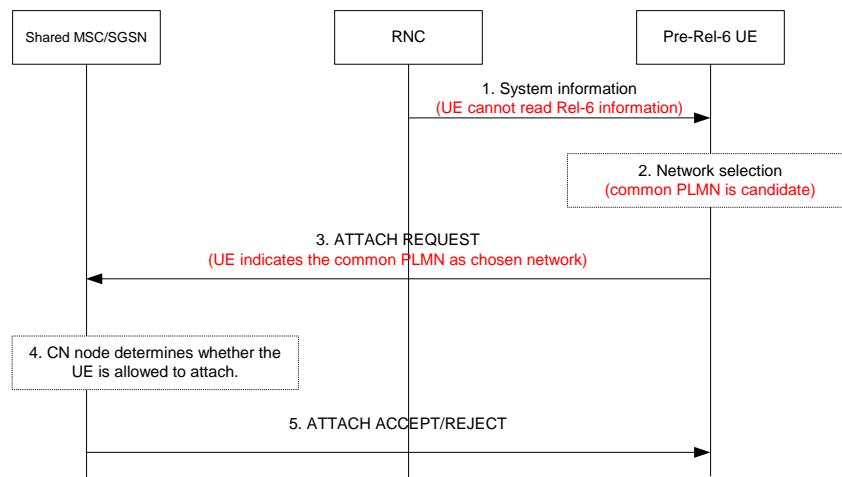 Shared MSC/SGSN
RNC
Pre-Rel-6 UE
1. System information
(UE cannot read Rel-6 information)
2. Network selection
(common PLMN is candidate)
3. ATTACH REQUEST
(UE indicates the common PLMN as chosen network)
4. CN node determines whether the
UE is allowed to attach.
5. ATTACH ACCEPT/REJECT